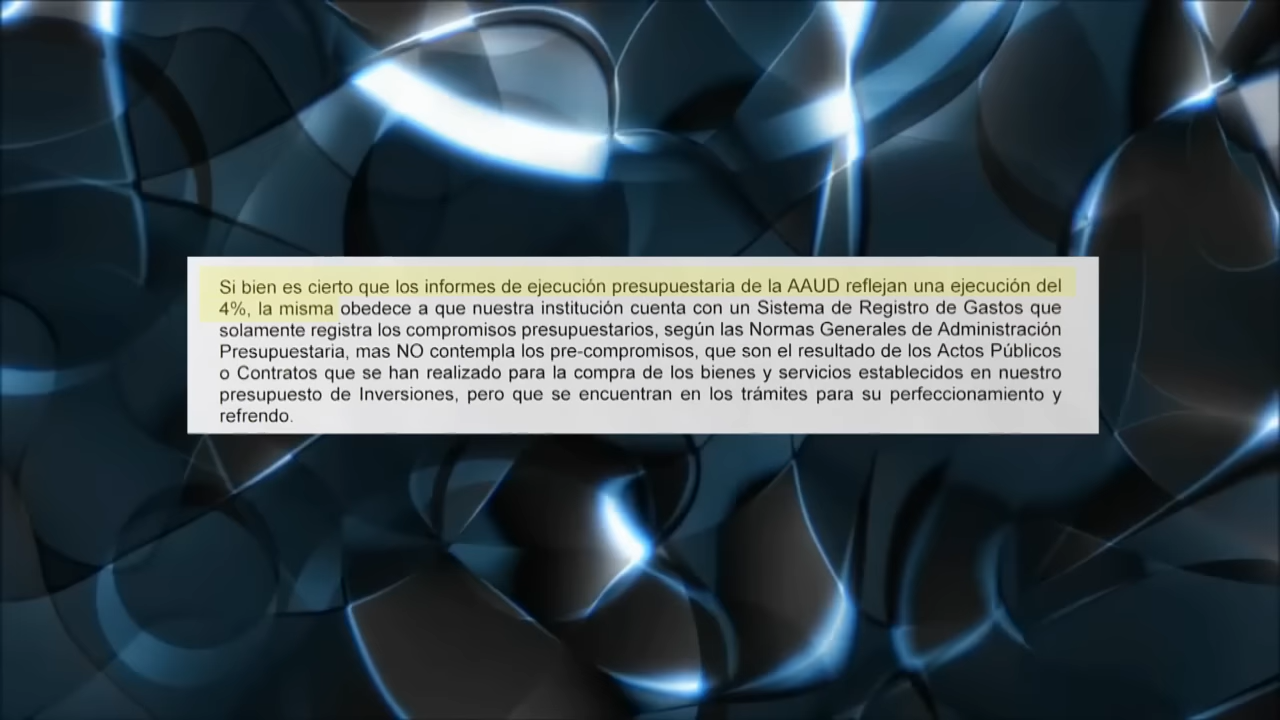 Si bien es cierto que los informes de ejecución presupuestaria de la AAUD reflejan una ejecución del
4%, la misma obedece a que nuestra institución cuenta con un Sistema de Registro de Gastos que
solamente registra los compromisos presupuestarios, según las Normas Generales de Administración
Presupuestaria, mas NO contempla los pre-compromisos, que son el resultado de los Actos Públicos
o Contratos que se han realizado para la compra de los bienes y servicios establecidos en nuestro
presupuesto de Inversiones, pero que se encuentran en los trámites para su perfeccionamiento y
refrendo.